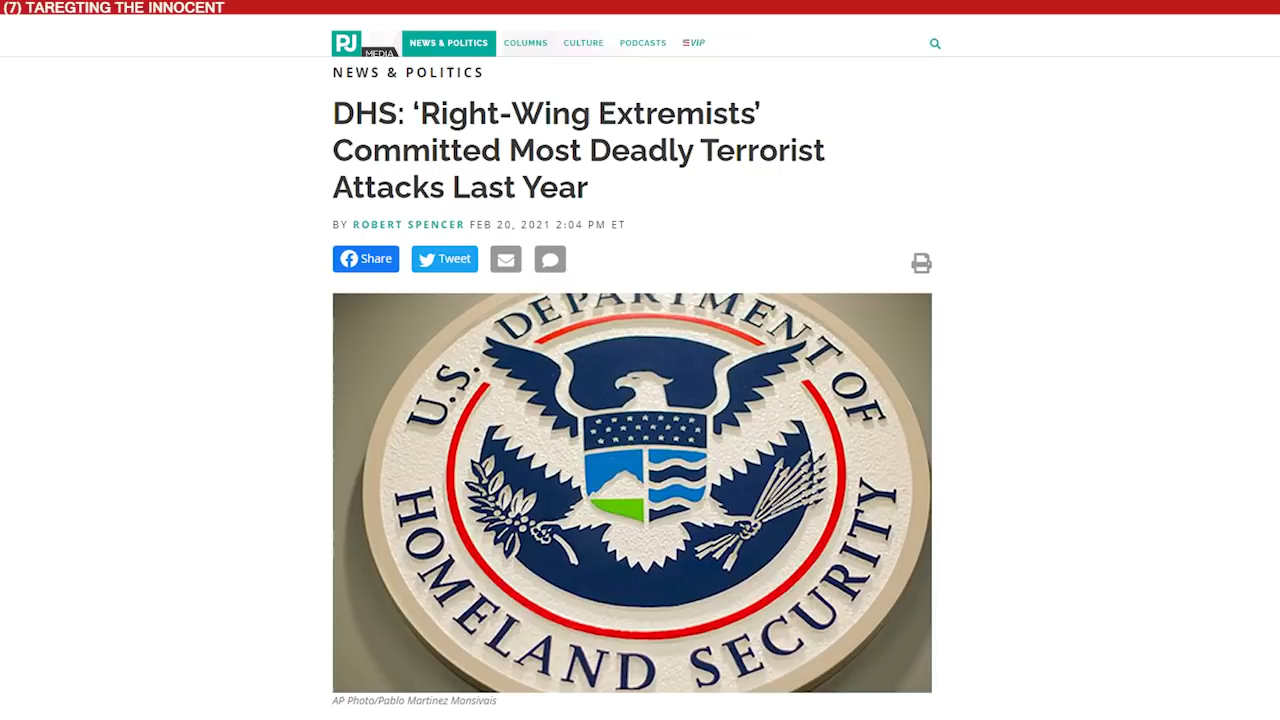 (7) TAREGTING THE INNOCENT
PJ MEDIA NEWS & POLITICS COLUMNS CULTURE PODCASTS VIP
NEWS & POLITICS
DHS: ‘Right-Wing Extremists’
Committed Most Deadly Terrorist
Attacks Last Year
BY ROBERT SPENCER FEB 20, 2021 2:04 PM ET
Share Tweet
U.S. DEPARTMENT OF
HOMELAND SECURITY
AP Photo/Pablo Martinez Monsivais